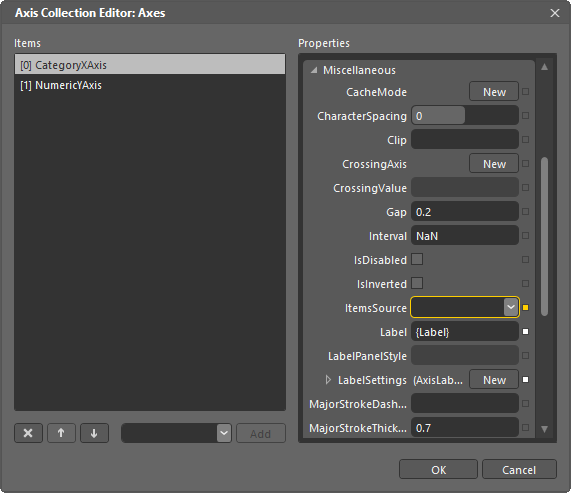 Axis Collection Editor: Axes
Items
[0] CategoryXAxis
[1] NumericYAxis
Add
Properties
Miscellaneous
CacheMode New
CharacterSpacing 0
Clip
CrossingAxis New
CrossingValue
Gap 0.2
Interval NaN
IsDisabled
IsInverted
ItemsSource
Label {Label}
LabelPanelStyle
LabelSettings (AxisLab... New
MajorStrokeDash...
MajorStrokeThick... 0.7
OK Cancel